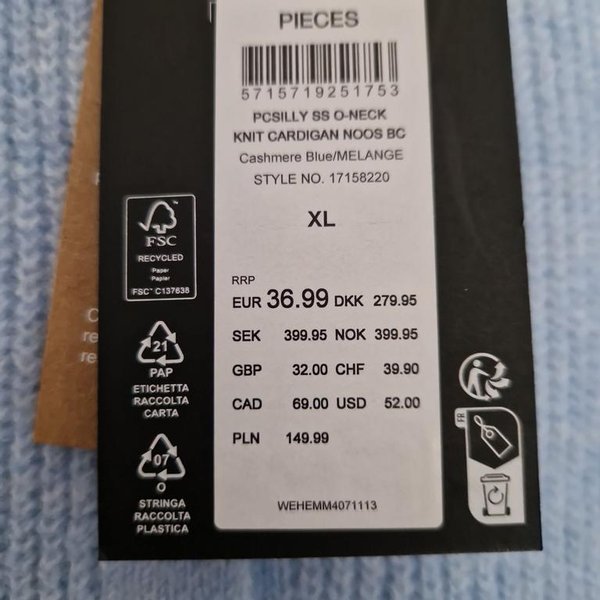 PIECES
5715719251753
PCSILLY SS O-NECK
KNIT CARDIGAN NOOS BC
Cashmere Blue/MELANGE
STYLE NO. 17158220
XL
RRP
EUR 36.99 DKK 279.95
SEK 399.95 NOK 399.95
GBP 32.00 CHF 39.90
CAD 69.00 USD 52.00
PLN 149.99
WEHEMM4071113
FSC
RECYCLED
Paper
Papier
FSC™ C137638
21
PAP
ETICHETTA
RACCOLTA
CARTA
07
O
STRINGA
RACCOLTA
PLASTICA
FR